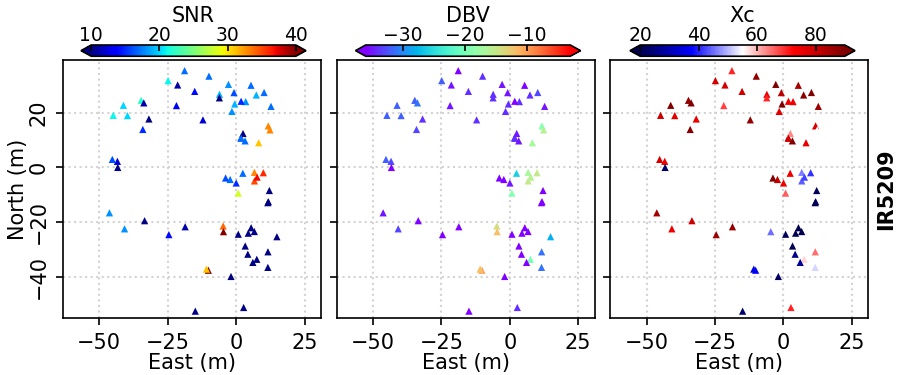 SNR DBV Xc
10 20 30 40 −30 −20 −10 20 40 60 80
20
0
−20
−40
North (m)
−50 −25 0 25 −50 −25 0 25 −50 −25 0 25
East (m) East (m) East (m)
IR5209